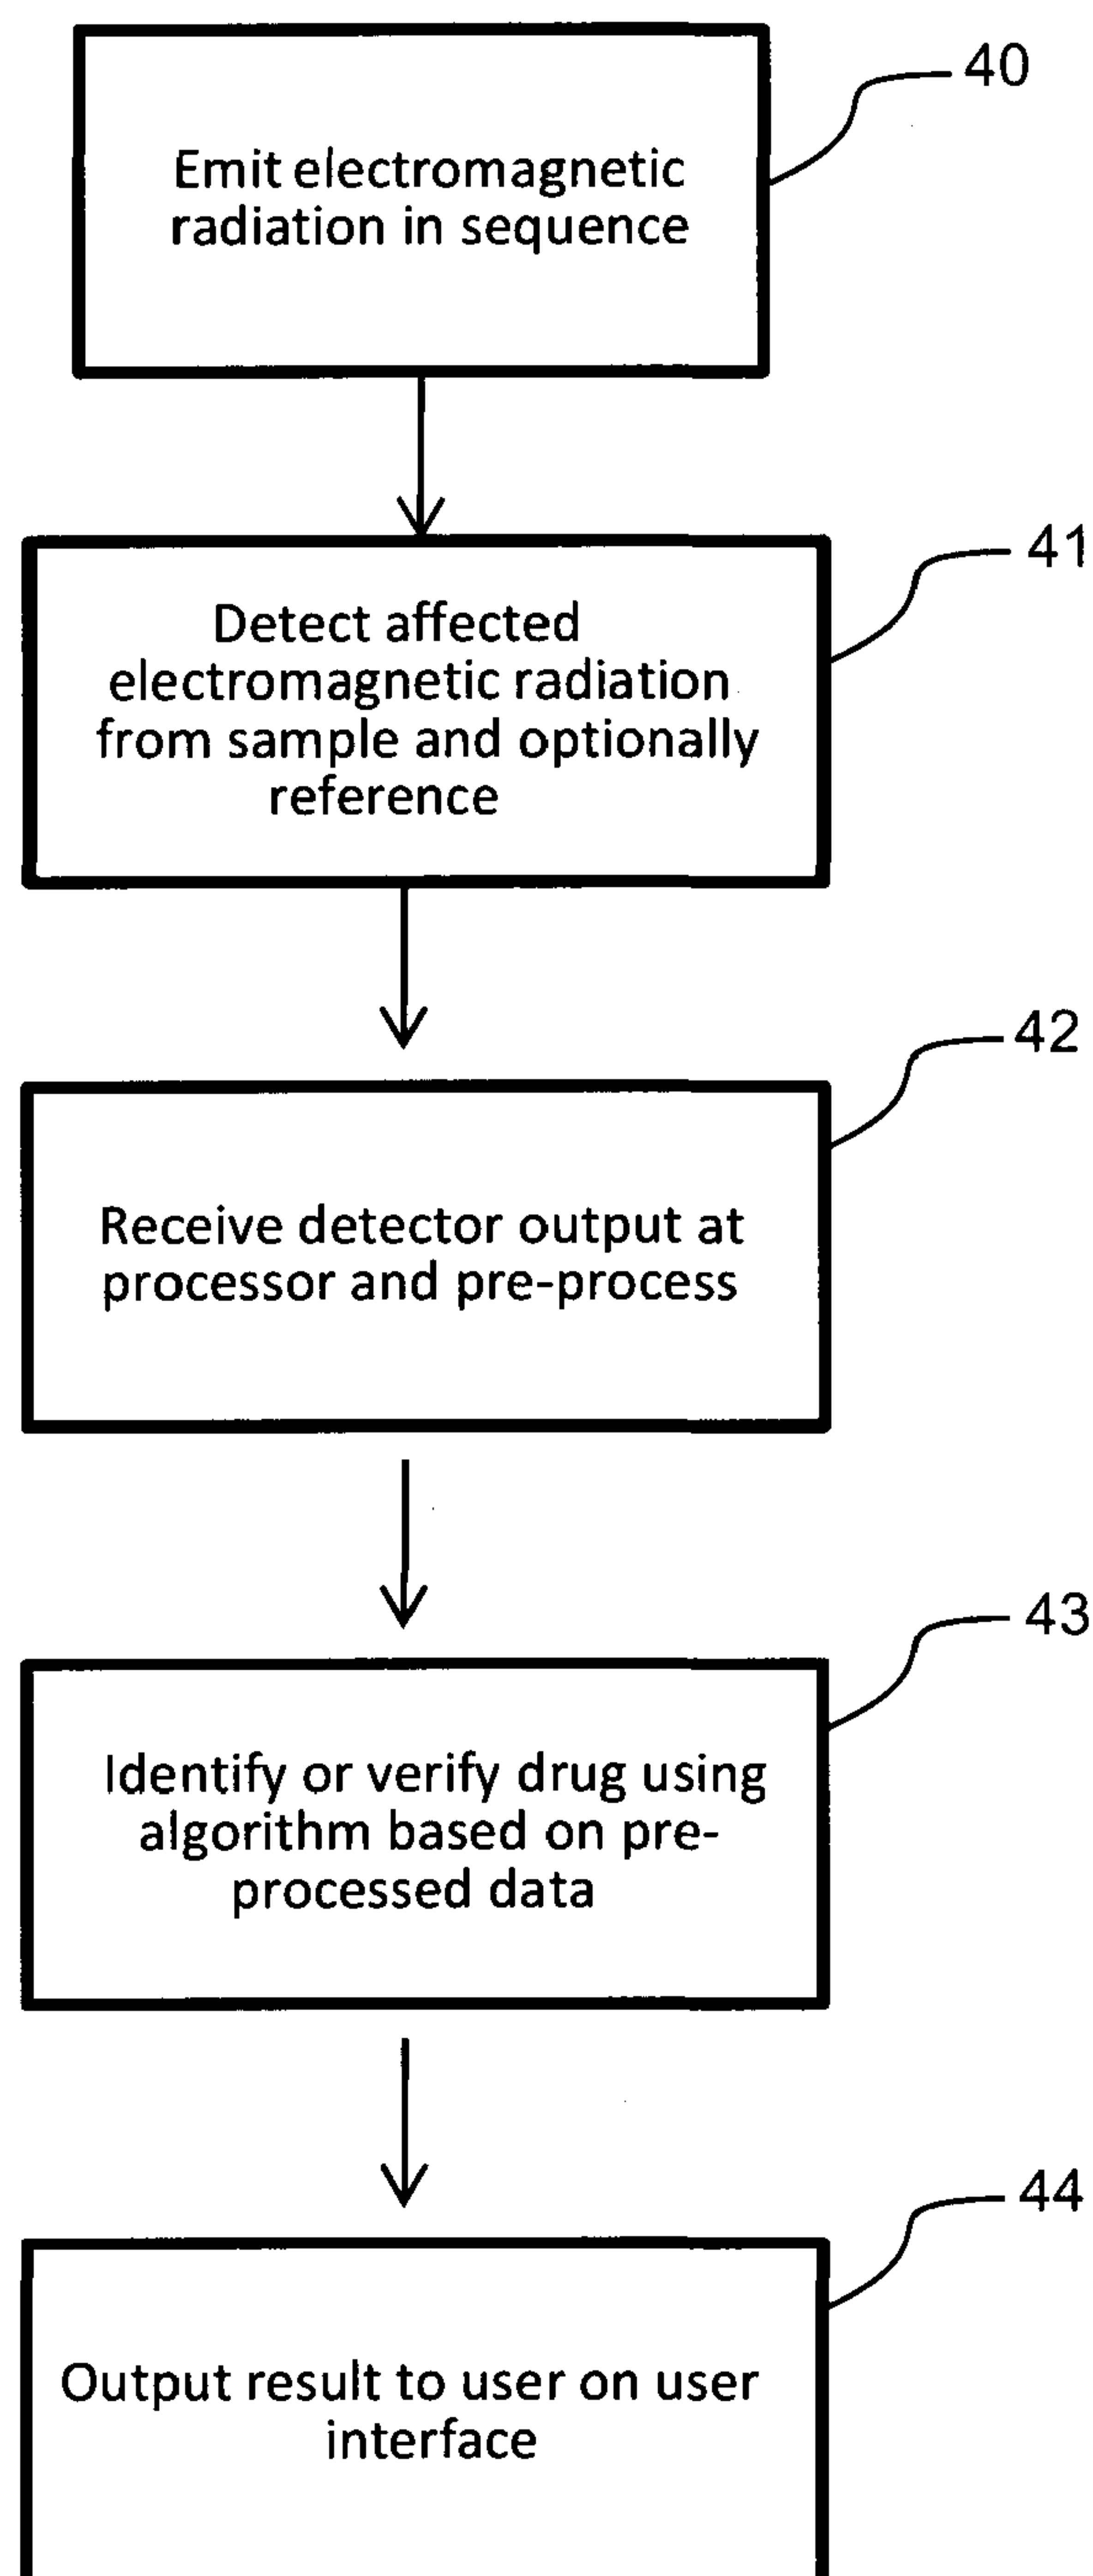 40
Emit electromagnetic
radiation in sequence
41
Detect affected
electromagnetic radiation
from sample and optionally
reference
42
Receive detector output at
processor and pre-process
43
Identify or verify drug using
algorithm based on pre-
processed data
44
Output result to user on user
interface